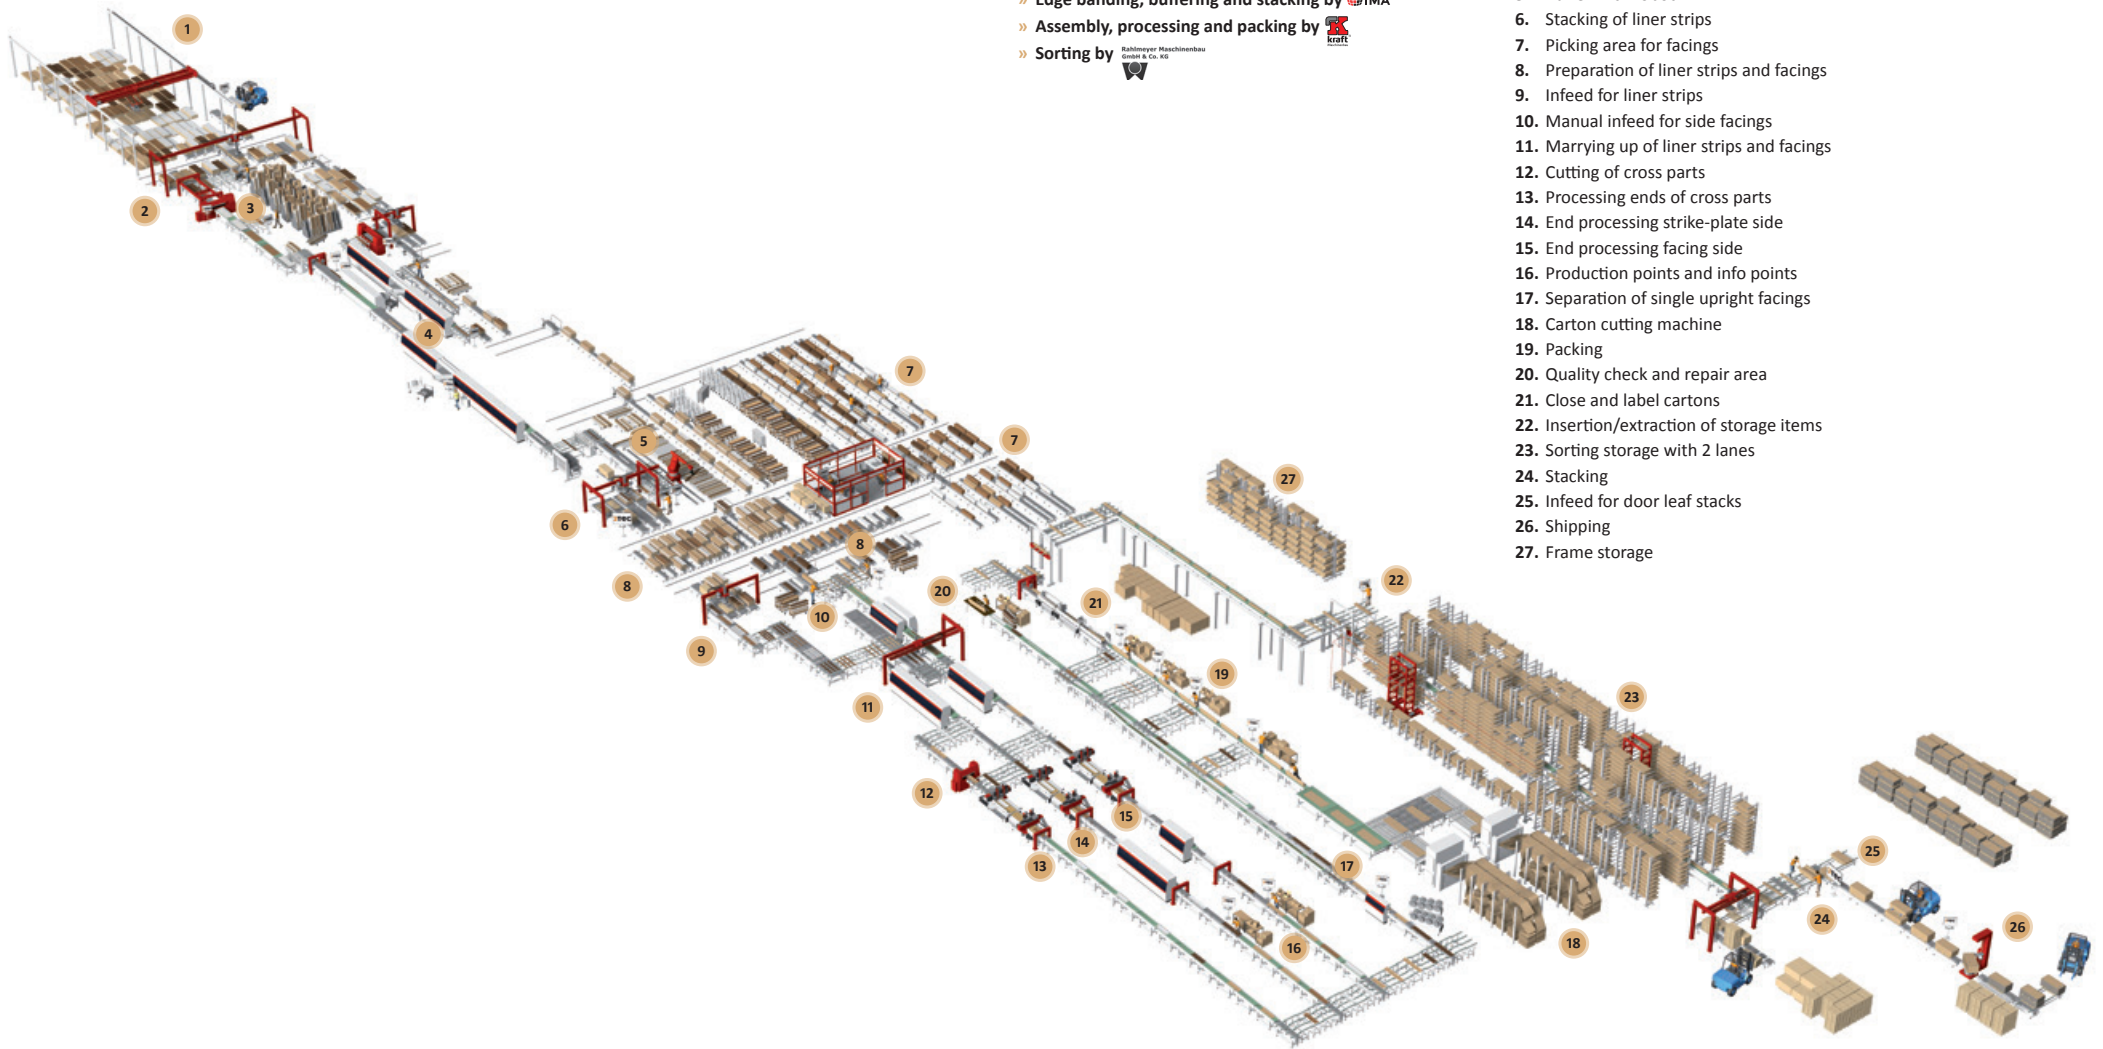 » Edge banding, buffering and stacking by IMA
» Assembly, processing and packing by kraft
» Sorting by Rahlmeyer Maschinenbau
GmbH & Co. KG
6. Stacking of liner strips
7. Picking area for facings
8. Preparation of liner strips and facings
9. Infeed for liner strips
10. Manual infeed for side facings
11. Marrying up of liner strips and facings
12. Cutting of cross parts
13. Processing ends of cross parts
14. End processing strike-plate side
15. End processing facing side
16. Production points and info points
17. Separation of single upright facings
18. Carton cutting machine
19. Packing
20. Quality check and repair area
21. Close and label cartons
22. Insertion/extraction of storage items
23. Sorting storage with 2 lanes
24. Stacking
25. Infeed for door leaf stacks
26. Shipping
27. Frame storage
1
2
3
4
5
6
7
7
8
8
9
10
11
12
13
14
15
16
17
18
19
20
21
22
23
24
25
26
27